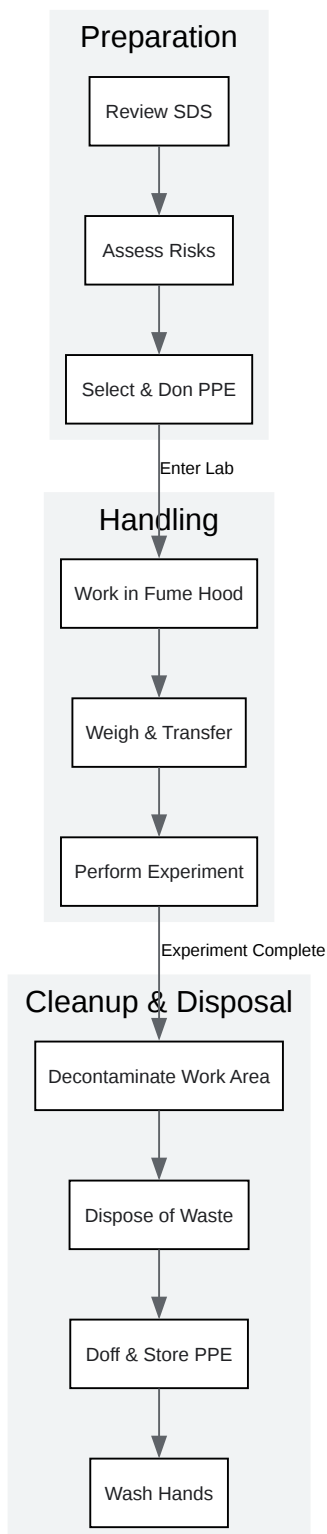 Preparation
Review SDS
Assess Risks
Select & Don PPE
Enter Lab
Handling
Work in Fume Hood
Weigh & Transfer
Perform Experiment
Experiment Complete
Cleanup & Disposal
Decontaminate Work Area
Dispose of Waste
Doff & Store PPE
Wash Hands